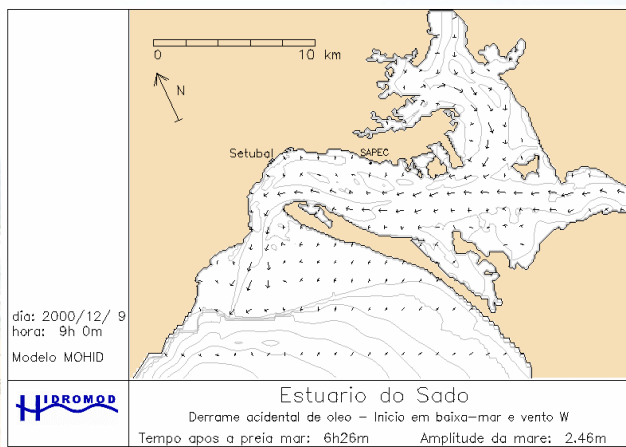 0 10 km
N
Setubal SAPEC
dia: 2000/12/ 9
hora: 9h 0m
Modelo MOHID
HIDROMOD
Estuario do Sado
Derrame acidental de oleo - Inicio em baixa-mar e vento W
Tempo apos a preia mar: 6h26m Amplitude da mare: 2.46m